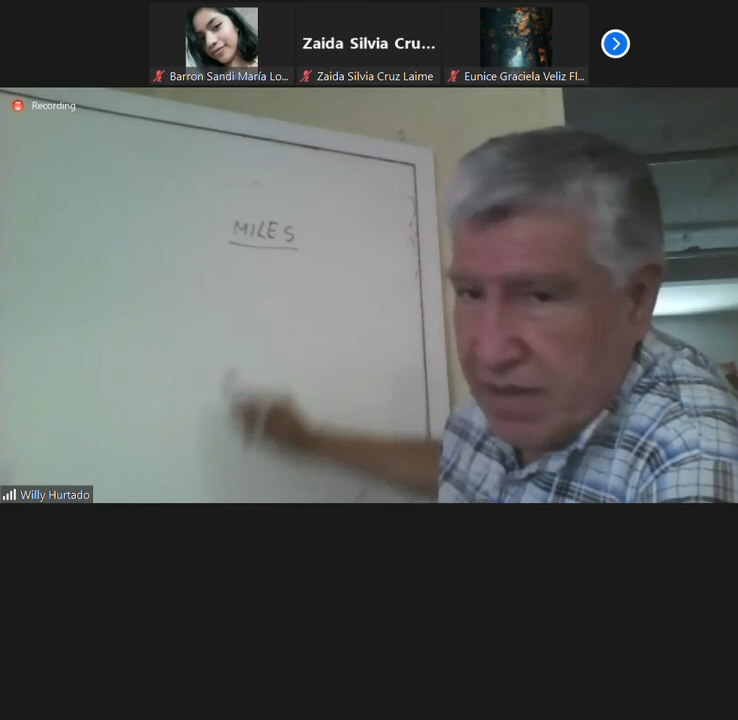 Zaida Silvia Cru...
Barron Sandi María Lo...
Zaida Silvia Cruz Laime
Eunice Graciela Veliz Fl...
Recording
MILES
Willy Hurtado